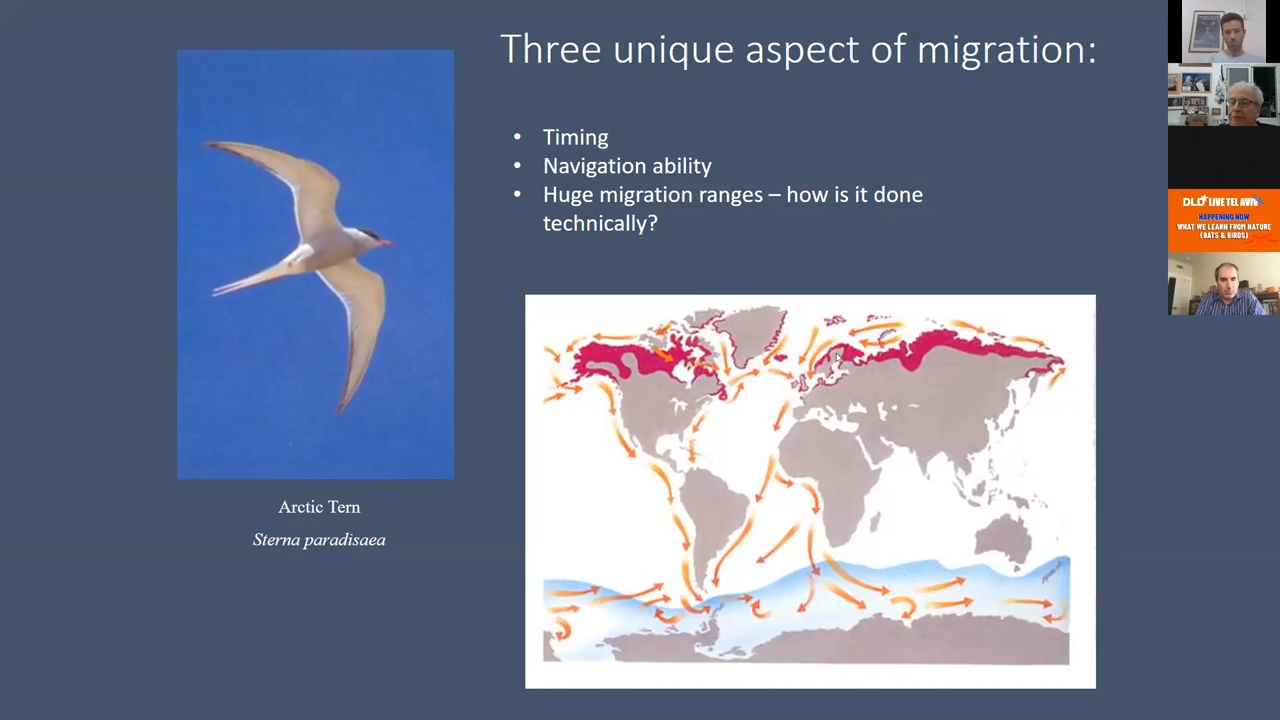 Three unique aspect of migration:
• Timing
• Navigation ability
• Huge migration ranges – how is it done
technically?
Arctic Tern
Sterna paradisaea
DLD LIVE TEL AVIV
HAPPENING NOW
WHAT WE LEARN FROM NATURE
(BATS & BIRDS)